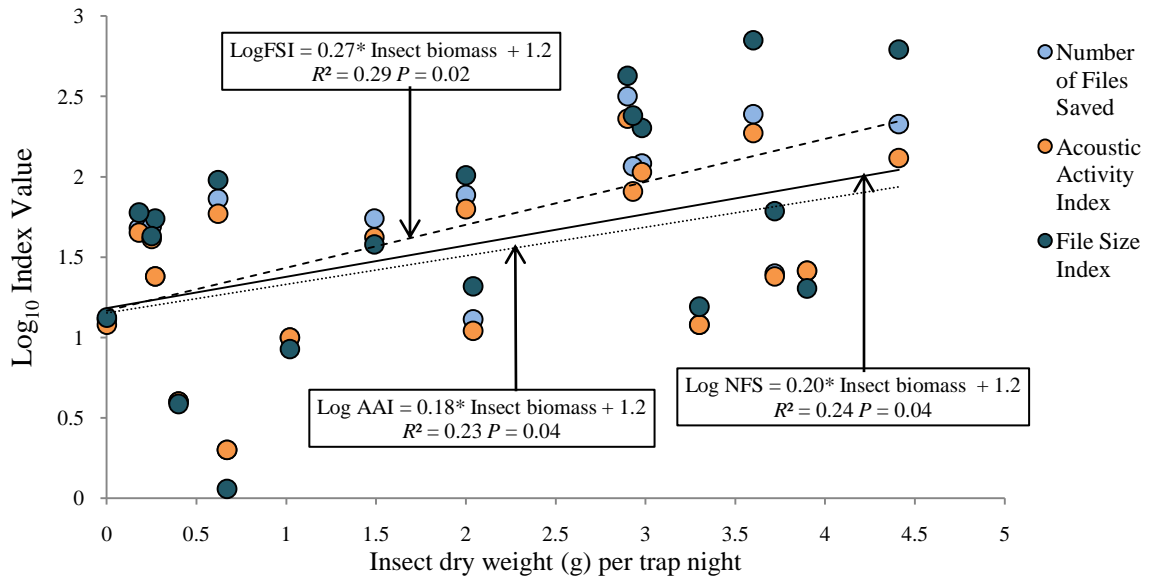 3
2.5
2
1.5
1
0.5
0
0
0.5
1
1.5
2
2.5
3
3.5
4
4.5
5
Log₁₀ Index Value
Insect dry weight (g) per trap night
LogFSI = 0.27* Insect biomass + 1.2
R² = 0.29 P = 0.02
Log AAI = 0.18* Insect biomass + 1.2
R² = 0.23 P = 0.04
Log NFS = 0.20* Insect biomass + 1.2
R² = 0.24 P = 0.04
Number
of Files
Saved
Acoustic
Activity
Index
File Size
Index